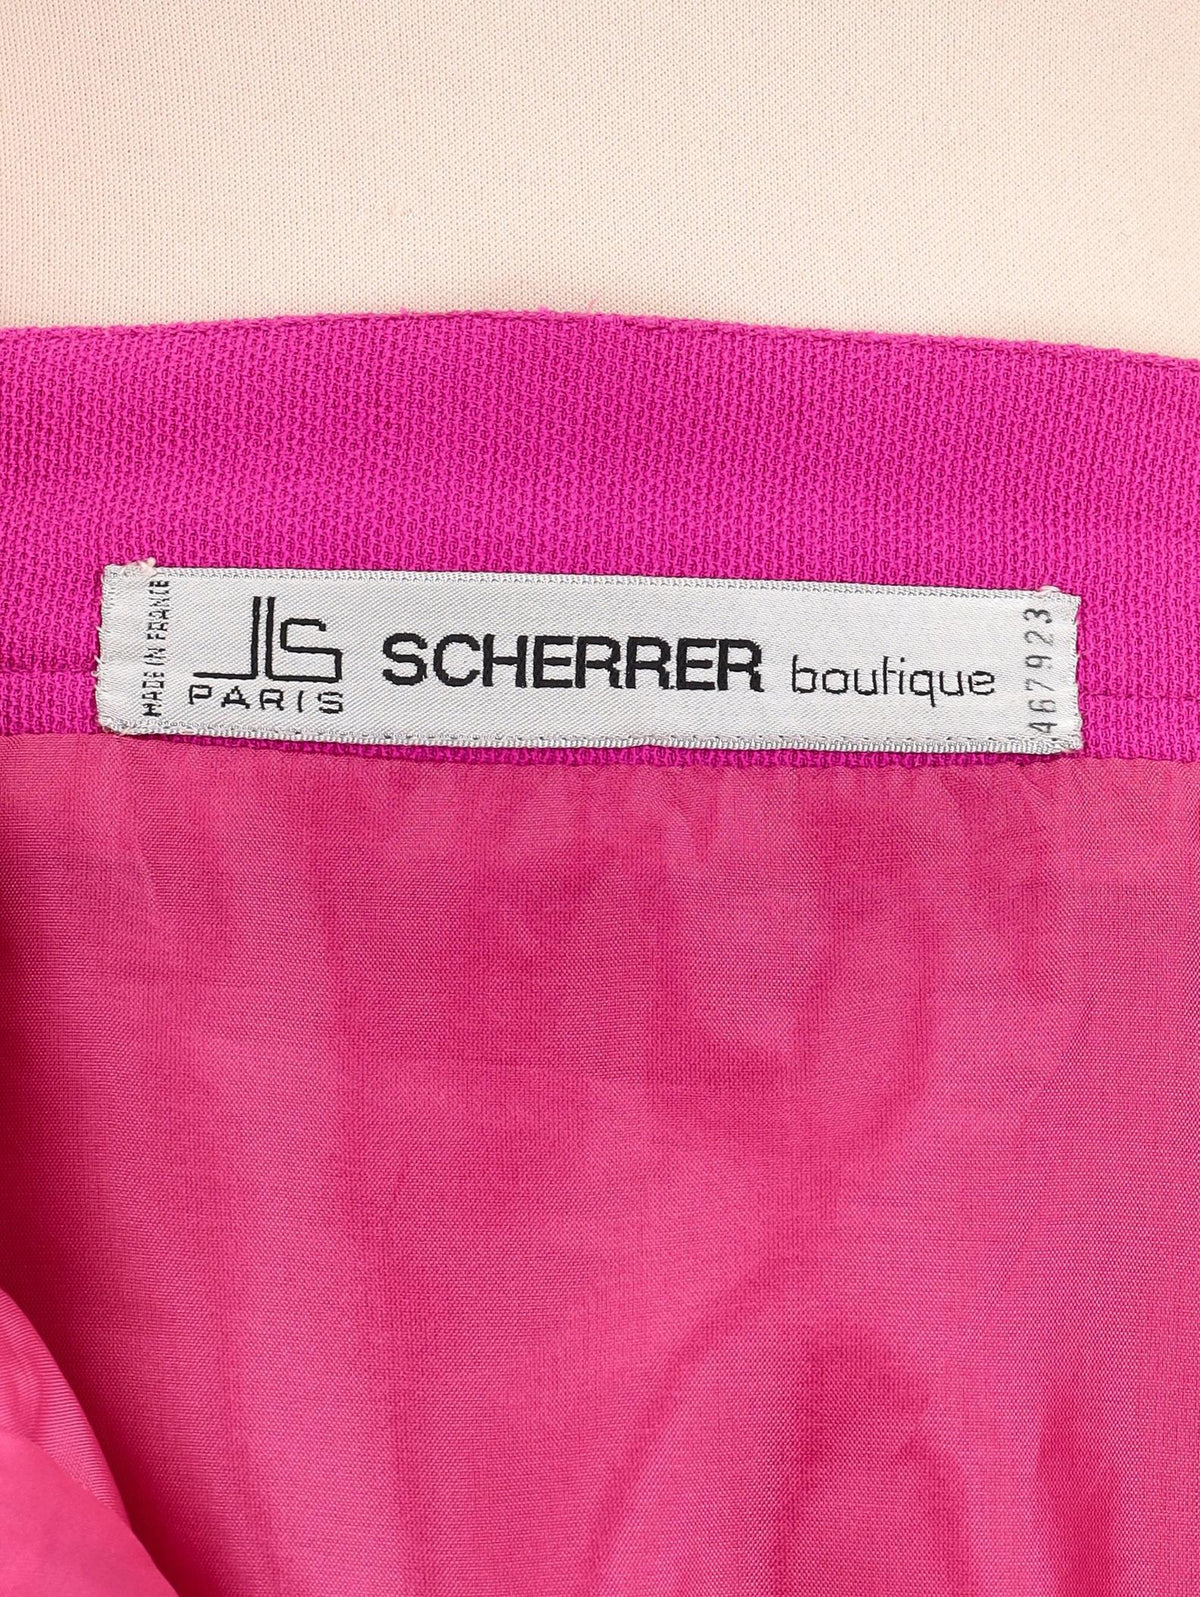 MADE IN FRANCE
JLS
PARIS
SCHERRER boutique
467923